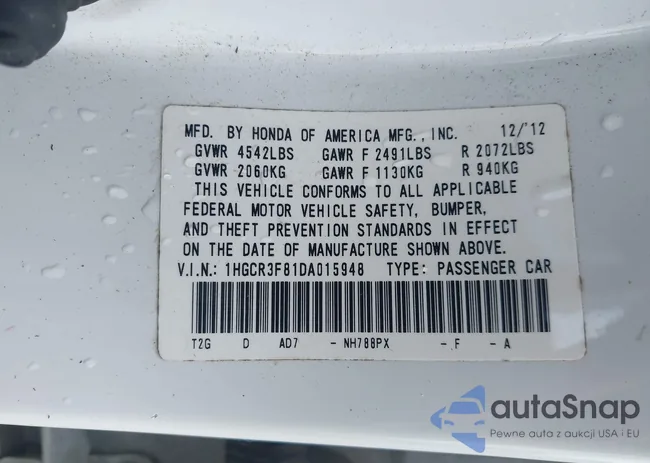 MFD. BY HONDA OF AMERICA MFG., INC. 12/'12
GVWR 4542LBS GAWR F 2491LBS R 2072LBS
GVWR 2060KG GAWR F 1130KG R 940KG
THIS VEHICLE CONFORMS TO ALL APPLICABLE
FEDERAL MOTOR VEHICLE SAFETY, BUMPER,
AND THEFT PREVENTION STANDARDS IN EFFECT
ON THE DATE OF MANUFACTURE SHOWN ABOVE.
V.I.N.: 1HGCR3F81DA015948 TYPE: PASSENGER CAR
T2G D AD7 - NH788PX - F - A
autaSnap
Pewne auta z aukcji USA i EU